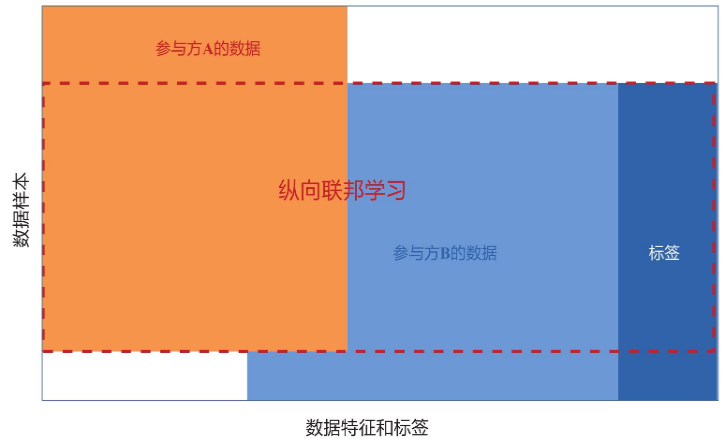 参与方A的数据
纵向联邦学习
数据样本
参与方B的数据
标签
数据特征和标签